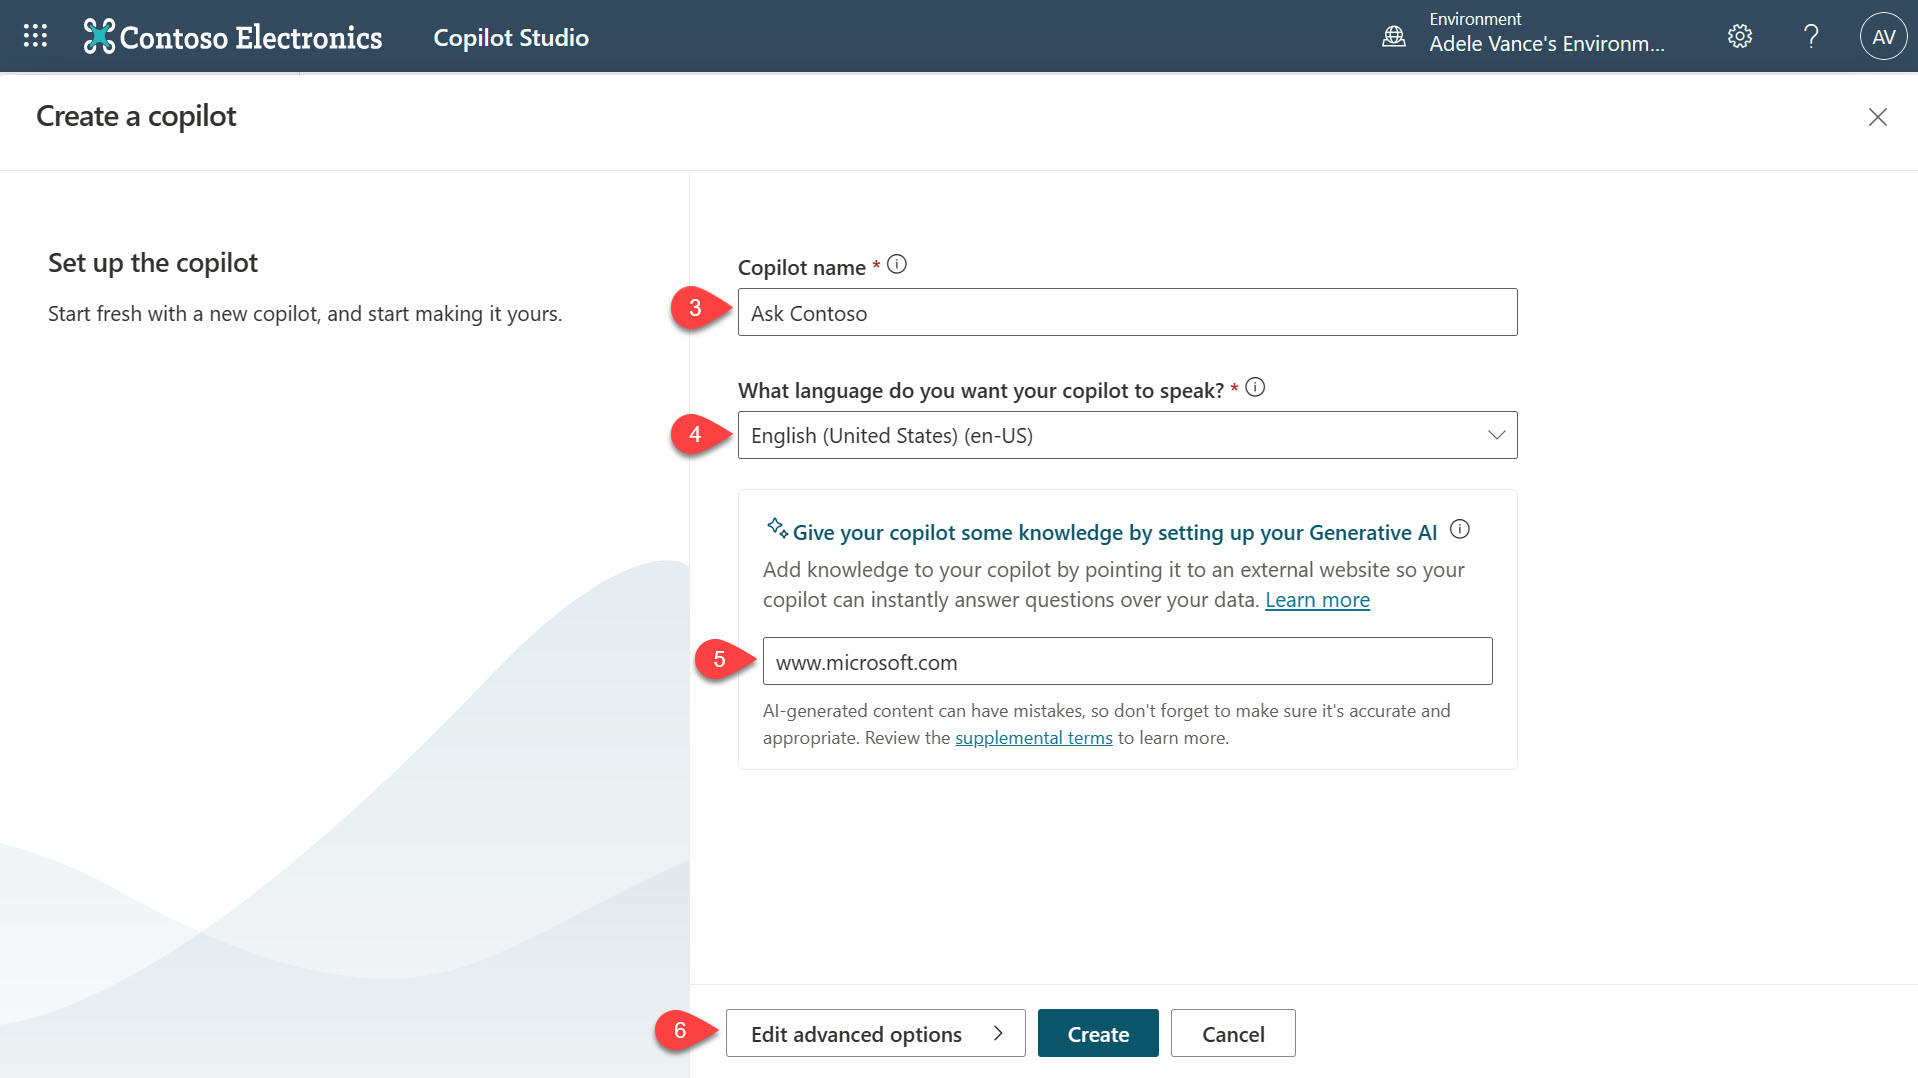 Contoso Electronics
Copilot Studio
Environment
Adele Vance's Environm...
?
AV
Create a copilot
Set up the copilot
Start fresh with a new copilot, and start making it yours.
Copilot name *
3
Ask Contoso
What language do you want your copilot to speak? *
4
English (United States) (en-US)
Give your copilot some knowledge by setting up your Generative AI
Add knowledge to your copilot by pointing it to an external website so your
copilot can instantly answer questions over your data. Learn more
5
www.microsoft.com
AI-generated content can have mistakes, so don't forget to make sure it's accurate and
appropriate. Review the supplemental terms to learn more.
6
Edit advanced options
Create
Cancel